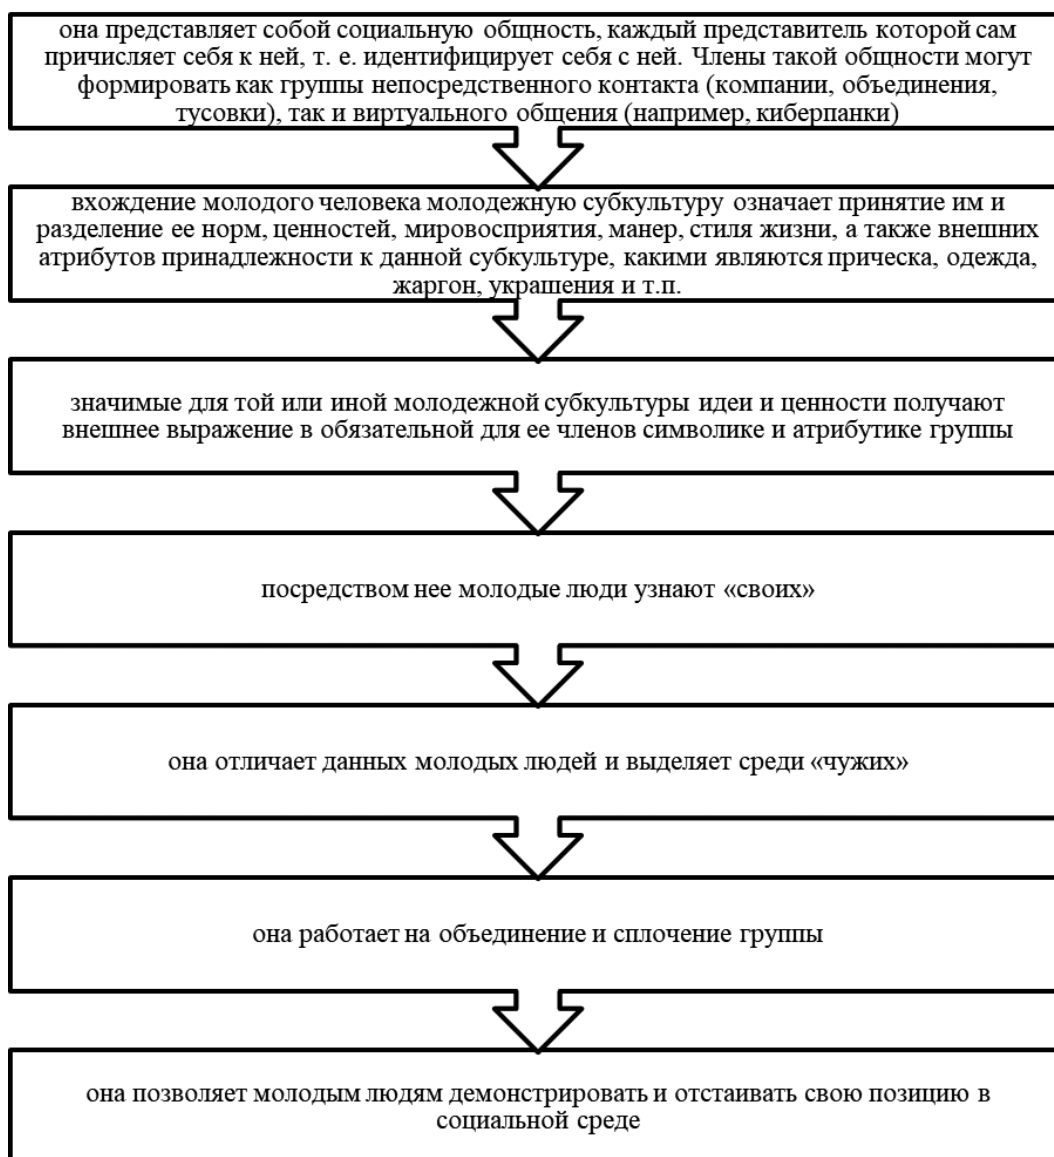 она представляет собой социальную общность, каждый представитель которой сам
причисляет себя к ней, т. е. идентифицирует себя с ней. Члены такой общности могут
формировать как группы непосредственного контакта (компании, объединения,
тусовки), так и виртуального общения (например, киберпанки)
вхождение молодого человека молодежную субкультуру означает принятие им и
разделение ее норм, ценностей, мировосприятия, манер, стиля жизни, а также внешних
атрибутов принадлежности к данной субкультуре, какими являются прическа, одежда,
жаргон, украшения и т.п.
значимые для той или иной молодежной субкультуры идеи и ценности получают
внешнее выражение в обязательной для ее членов символике и атрибутике группы
посредством нее молодые люди узнают «своих»
она отличает данных молодых людей и выделяет среди «чужих»
она работает на объединение и сплочение группы
она позволяет молодым людям демонстрировать и отстаивать свою позицию в
социальной среде